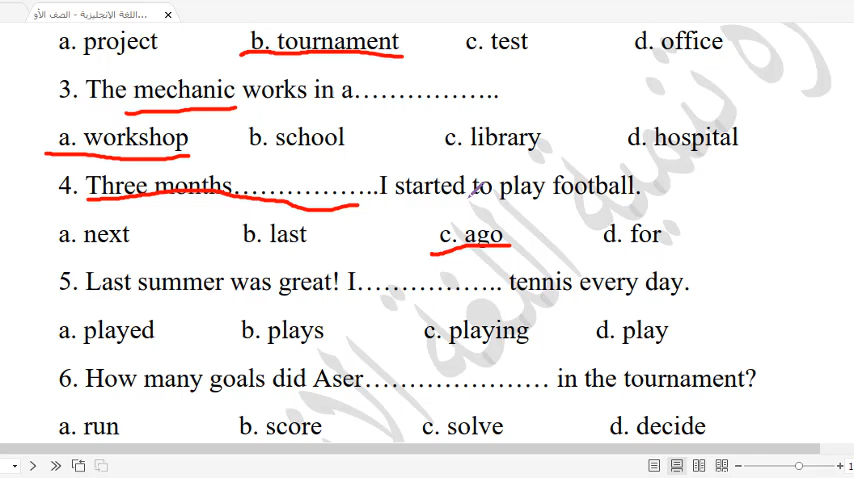 اللغة الإنجليزية - الصف الأو...
a. project b. tournament c. test d. office
3. The mechanic works in a……………..
a. workshop b. school c. library d. hospital
4. Three months……………..I started to play football.
a. next b. last c. ago d. for
5. Last summer was great! I…………….. tennis every day.
a. played b. plays c. playing d. play
6. How many goals did Aser………………… in the tournament?
a. run b. score c. solve d. decide